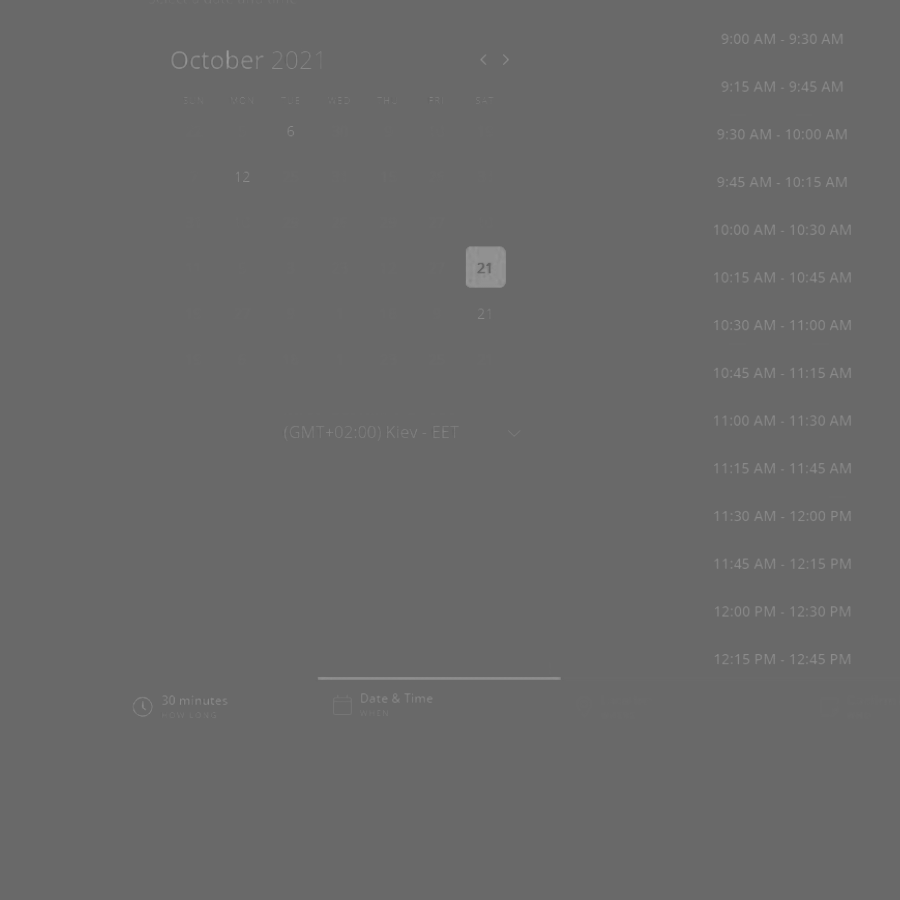 October 2021
SUN MON TUE WED THU FRI SAT
6
12
21
21
(GMT+02:00) Kiev - EET
9:00 AM - 9:30 AM
9:15 AM - 9:45 AM
9:30 AM - 10:00 AM
9:45 AM - 10:15 AM
10:00 AM - 10:30 AM
10:15 AM - 10:45 AM
10:30 AM - 11:00 AM
10:45 AM - 11:15 AM
11:00 AM - 11:30 AM
11:15 AM - 11:45 AM
11:30 AM - 12:00 PM
11:45 AM - 12:15 PM
12:00 PM - 12:30 PM
12:15 PM - 12:45 PM
30 minutes
HOW LONG
Date & Time
WHEN